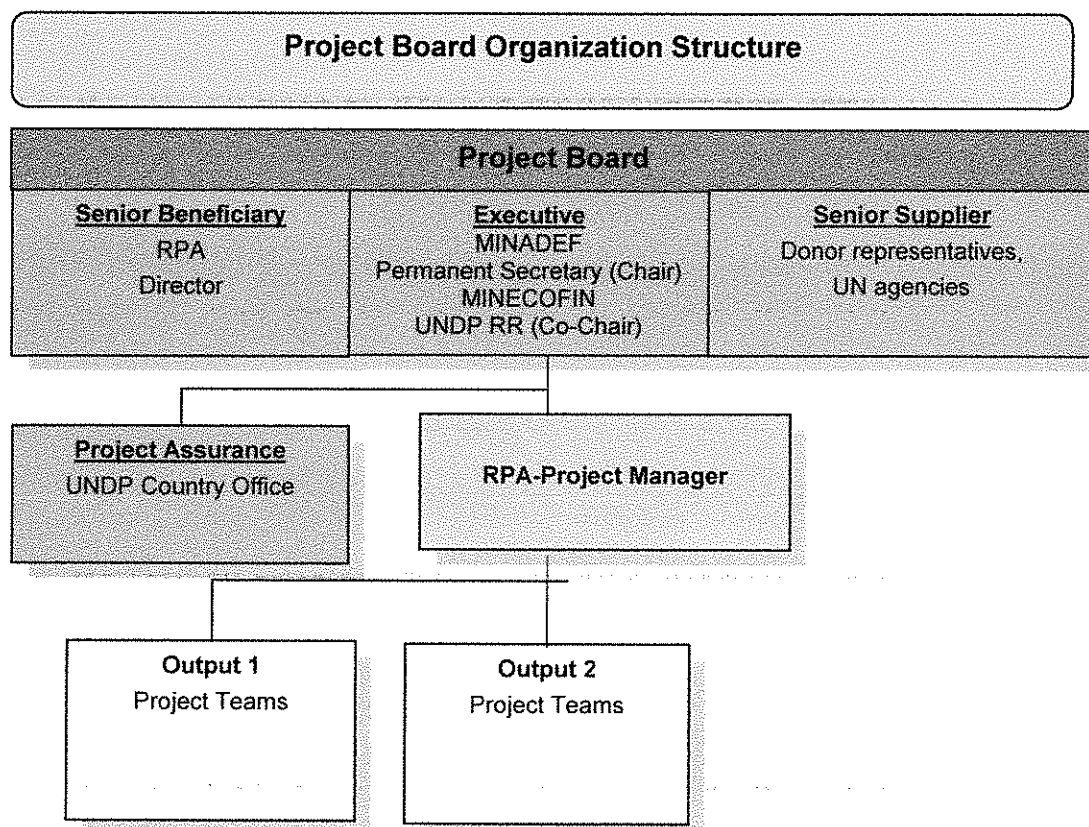 Project Board Organization Structure
Project Board
Senior Beneficiary
RPA
Director
Executive
MINADEF
Permanent Secretary (Chair)
MINECOFIN
UNDP RR (Co-Chair)
Senior Supplier
Donor representatives,
UN agencies
Project Assurance
UNDP Country Office
RPA-Project Manager
Output 1
Project Teams
Output 2
Project Teams